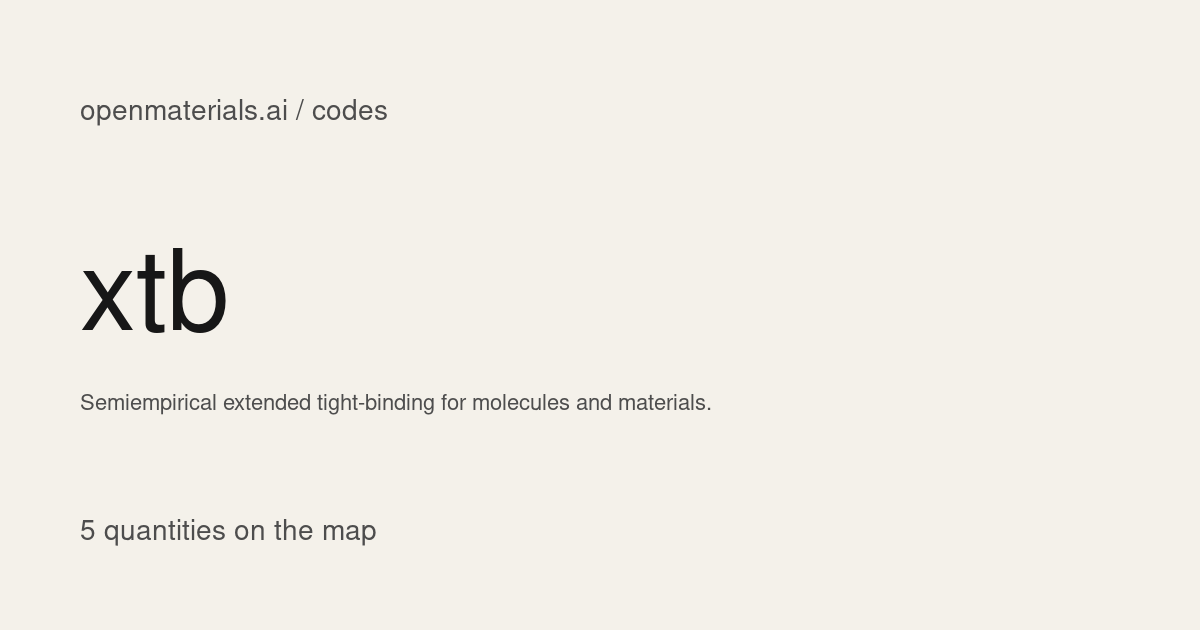 openmaterials.ai / codes
xtb
Semiempirical extended tight-binding for molecules and materials.
5 quantities on the map